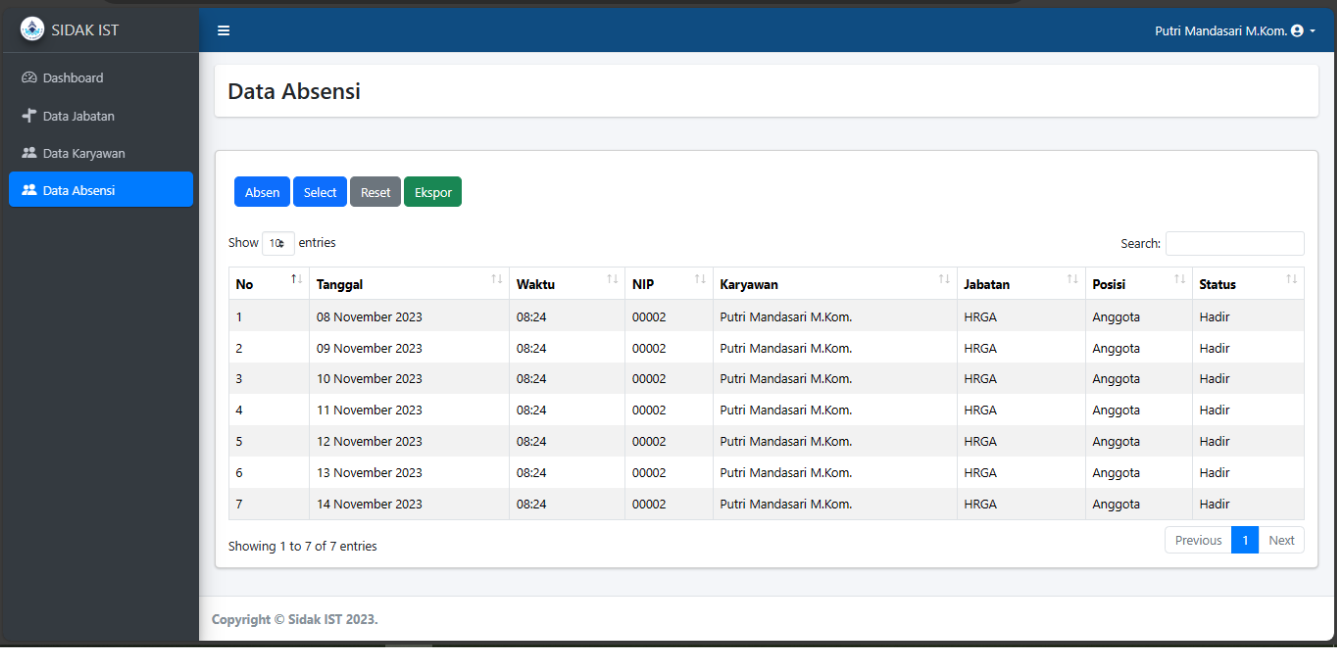 SIDAK IST
Putri Mandasari M.Kom.
Dashboard
Data Jabatan
Data Karyawan
Data Absensi
Data Absensi
Absen Select Reset Ekspor
Show 10 entries
Search:
No Tanggal Waktu NIP Karyawan Jabatan Posisi Status
1 08 November 2023 08:24 00002 Putri Mandasari M.Kom. HRGA Anggota Hadir
2 09 November 2023 08:24 00002 Putri Mandasari M.Kom. HRGA Anggota Hadir
3 10 November 2023 08:24 00002 Putri Mandasari M.Kom. HRGA Anggota Hadir
4 11 November 2023 08:24 00002 Putri Mandasari M.Kom. HRGA Anggota Hadir
5 12 November 2023 08:24 00002 Putri Mandasari M.Kom. HRGA Anggota Hadir
6 13 November 2023 08:24 00002 Putri Mandasari M.Kom. HRGA Anggota Hadir
7 14 November 2023 08:24 00002 Putri Mandasari M.Kom. HRGA Anggota Hadir
Showing 1 to 7 of 7 entries
Previous 1 Next
Copyright © Sidak IST 2023.